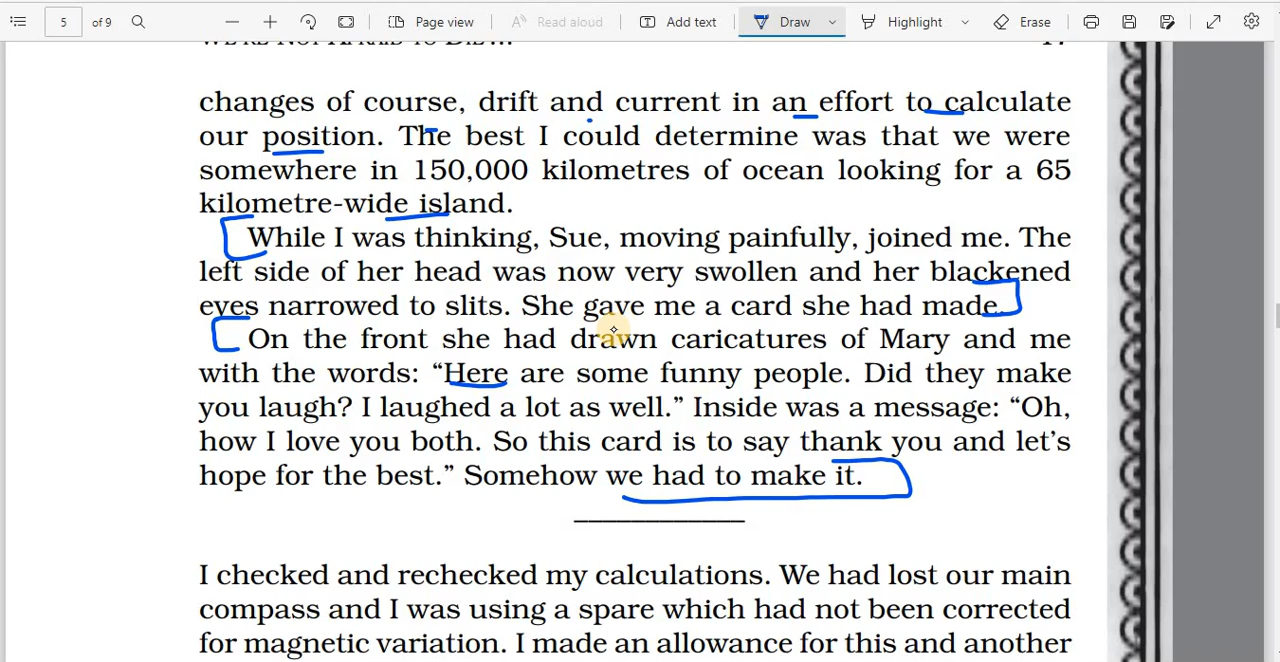 5 of 9 Page view Read aloud Add text Draw Highlight Erase
changes of course, drift and current in an effort to calculate
our position. The best I could determine was that we were
somewhere in 150,000 kilometres of ocean looking for a 65
kilometre-wide island.
While I was thinking, Sue, moving painfully, joined me. The
left side of her head was now very swollen and her blackened
eyes narrowed to slits. She gave me a card she had made.
On the front she had drawn caricatures of Mary and me
with the words: “Here are some funny people. Did they make
you laugh? I laughed a lot as well.” Inside was a message: “Oh,
how I love you both. So this card is to say thank you and let’s
hope for the best.” Somehow we had to make it.
I checked and rechecked my calculations. We had lost our main
compass and I was using a spare which had not been corrected
for magnetic variation. I made an allowance for this and another